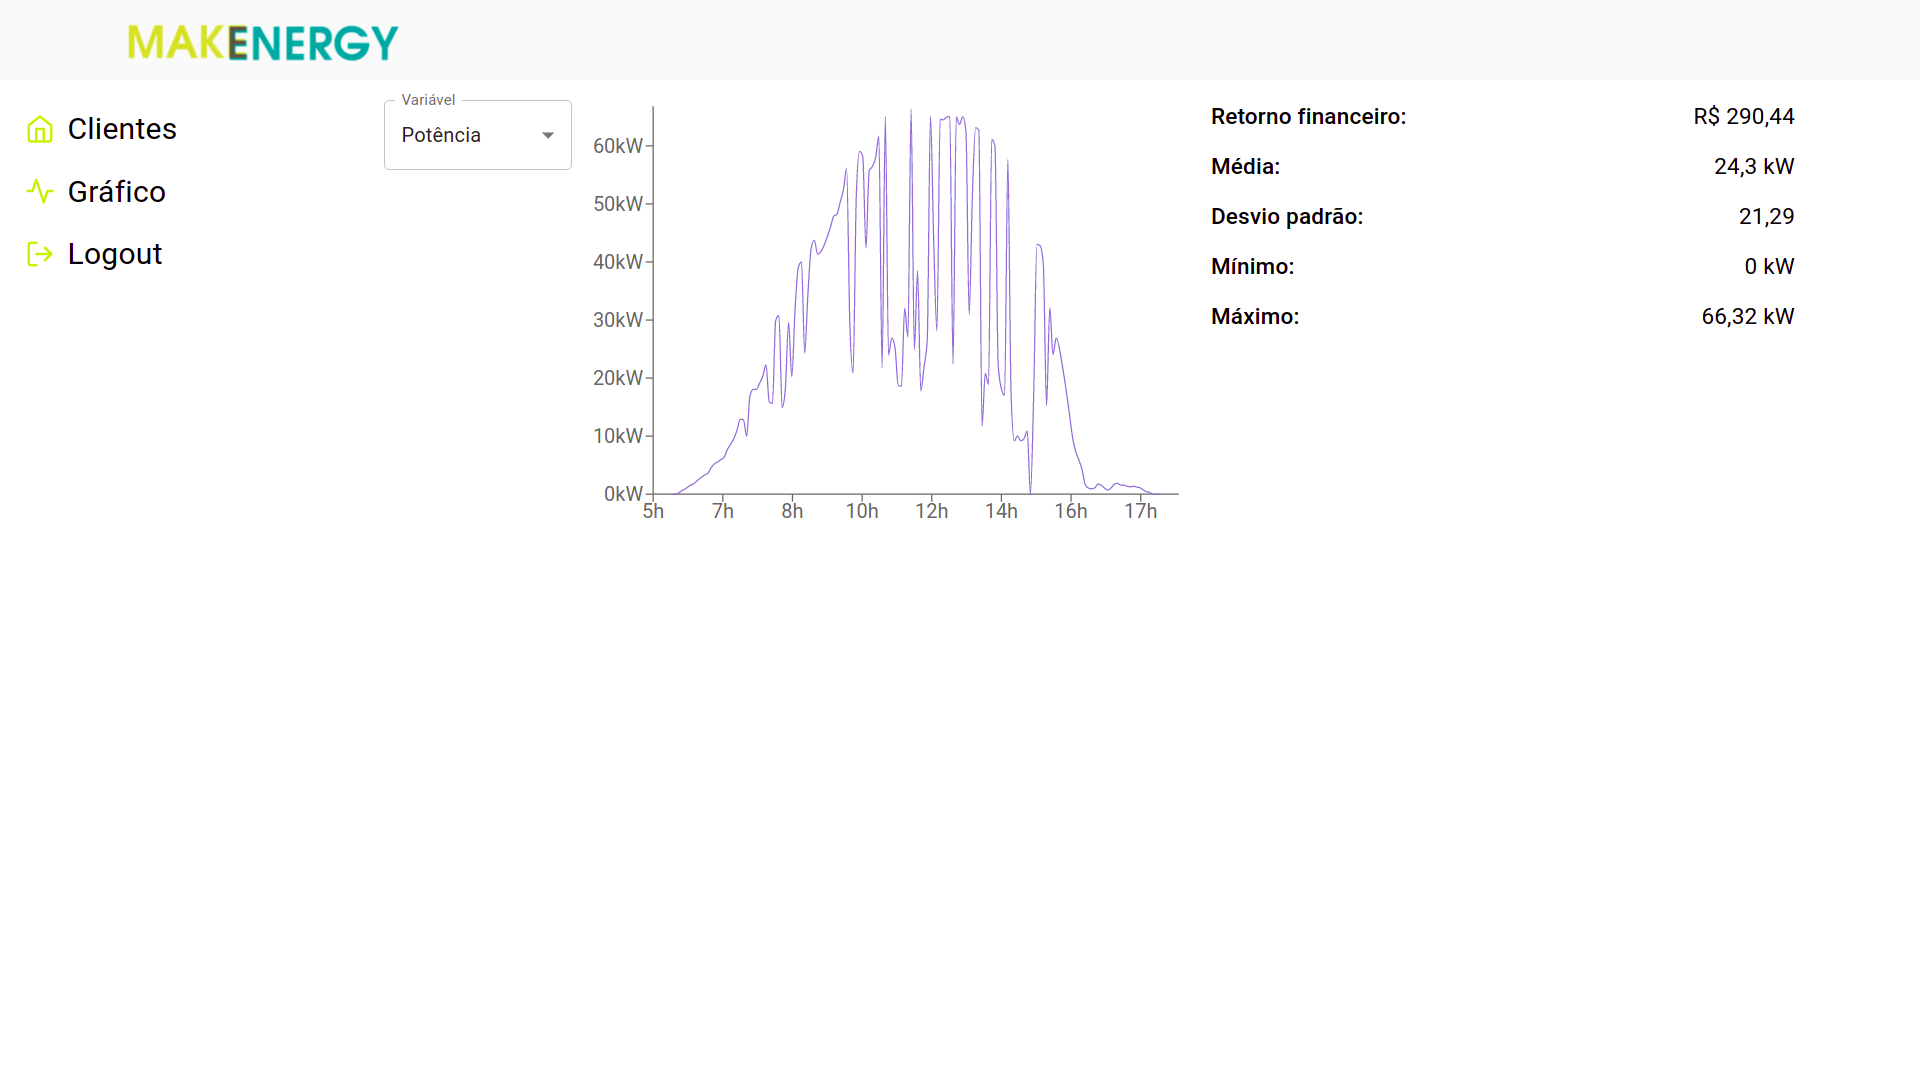 MAKENERGY
Clientes
Gráfico
Logout
Variável
Potência
60kW
50kW
40kW
30kW
20kW
10kW
0kW
5h 7h 8h 10h 12h 14h 16h 17h
Retorno financeiro: R$ 290,44
Média: 24,3 kW
Desvio padrão: 21,29
Mínimo: 0 kW
Máximo: 66,32 kW